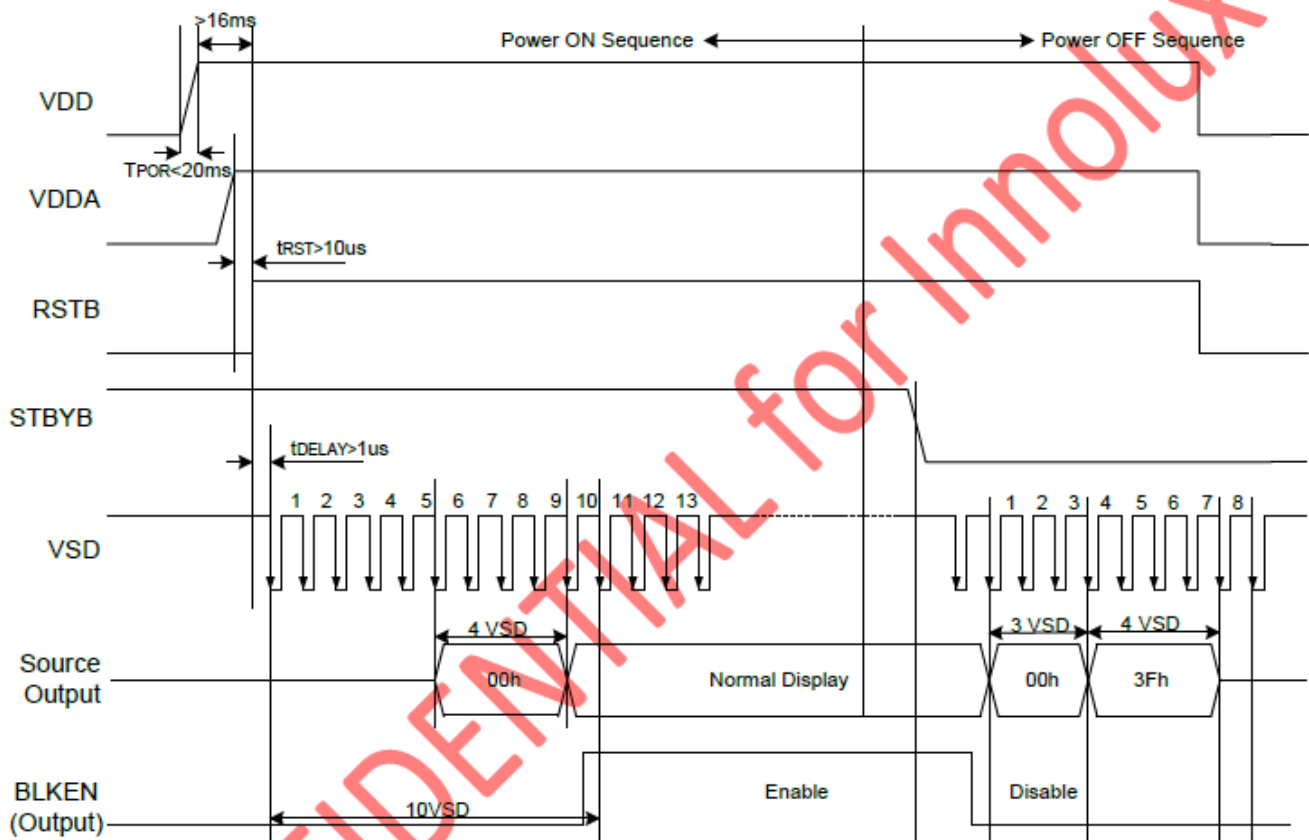 >16ms
Power ON Sequence
Power OFF Sequence
VDD
TPOR<20ms
VDDA
tRST>10us
RSTB
STBYB
tDELAY>1us
1 2 3 4 5 6 7 8 9 10 11 12 13
1 2 3 4 5 6 7 8
VSD
4 VSD
3 VSD
4 VSD
Source
Output
00h
Normal Display
00h
3Fh
BLKEN
(Output)
10VSD
Enable
Disable
FIDENTIAL for Innolux